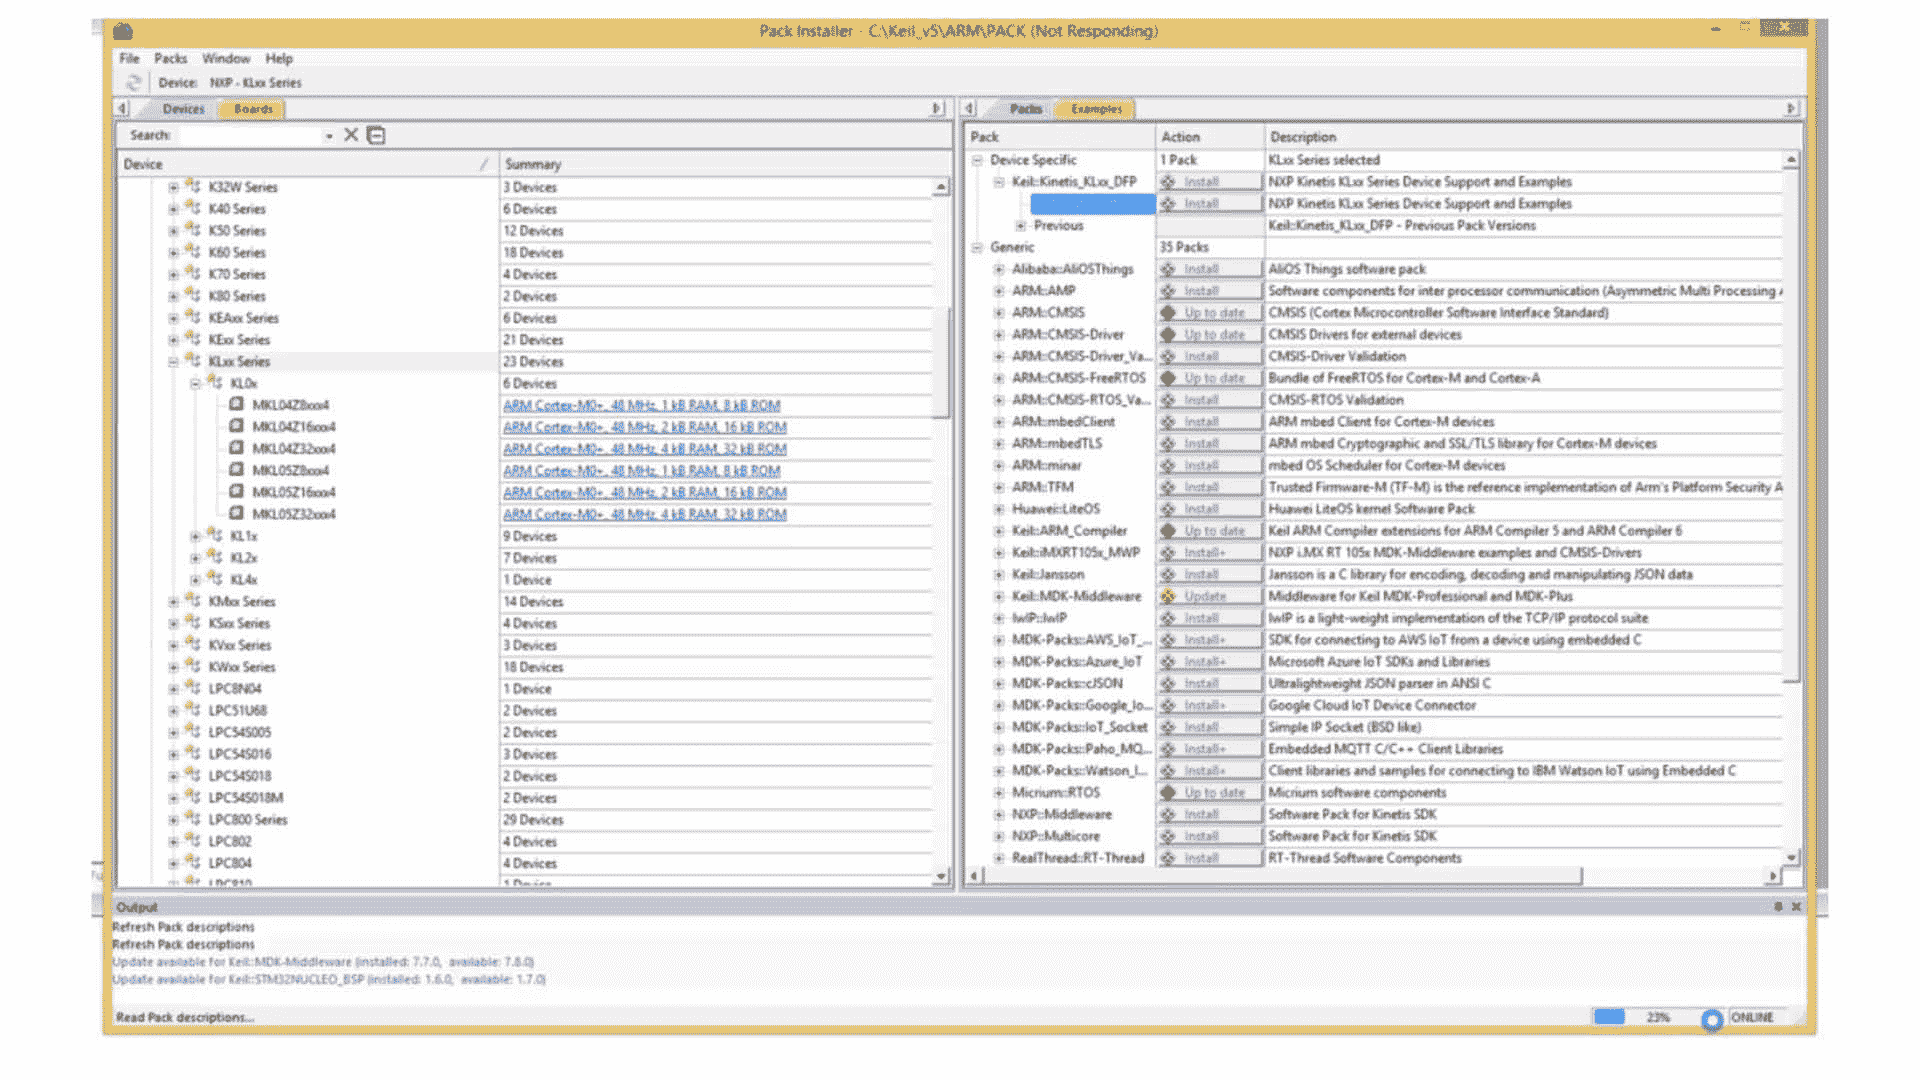 Pack Installer - C:\Keil_v5\ARM\PACK (Not Responding)
File Packs Window Help
Device: NXP - KLxx Series
Devices Boards
Search:
Device Summary
K32W Series 3 Devices
K40 Series 6 Devices
K50 Series 12 Devices
K60 Series 18 Devices
K70 Series 4 Devices
K80 Series 2 Devices
KEAxx Series 6 Devices
KExx Series 21 Devices
KLxx Series 23 Devices
KL0x 6 Devices
MKL04Z8xxx4 ARM Cortex-M0+, 48 MHz, 1 kB RAM, 8 kB ROM
MKL04Z16xxx4 ARM Cortex-M0+, 48 MHz, 2 kB RAM, 16 kB ROM
MKL04Z32xxx4 ARM Cortex-M0+, 48 MHz, 4 kB RAM, 32 kB ROM
MKL05Z8xxx4 ARM Cortex-M0+, 48 MHz, 1 kB RAM, 8 kB ROM
MKL05Z16xxx4 ARM Cortex-M0+, 48 MHz, 2 kB RAM, 16 kB ROM
MKL05Z32xxx4 ARM Cortex-M0+, 48 MHz, 4 kB RAM, 32 kB ROM
KL1x 9 Devices
KL2x 7 Devices
KL4x 1 Device
KMxx Series 14 Devices
KSxx Series 4 Devices
KVxx Series 3 Devices
KWxx Series 18 Devices
LPC8N04 1 Device
LPC51U68 2 Devices
LPC54S005 2 Devices
LPC54S016 3 Devices
LPC54S018 2 Devices
LPC54S018M 2 Devices
LPC800 Series 29 Devices
LPC802 4 Devices
LPC804 4 Devices
LPC810 1 Device
Packs Examples
Pack Action Description
Device Specific 1 Pack KLxx Series selected
Keil::Kinetis_KLxx_DFP Install NXP Kinetis KLxx Series Device Support and Examples
Install NXP Kinetis KLxx Series Device Support and Examples
Previous Keil::Kinetis_KLxx_DFP - Previous Pack Versions
Generic 35 Packs
Alibaba::AliOSThings Install AliOS Things software pack
ARM::AMP Install Software components for inter processor communication (Asymmetric Multi Processing
ARM::CMSIS Up to date CMSIS (Cortex Microcontroller Software Interface Standard)
ARM::CMSIS-Driver Up to date CMSIS Drivers for external devices
ARM::CMSIS-Driver_Va... Install CMSIS-Driver Validation
ARM::CMSIS-FreeRTOS Up to date Bundle of FreeRTOS for Cortex-M and Cortex-A
ARM::CMSIS-RTOS_Va... Install CMSIS-RTOS Validation
ARM::mbedClient Install ARM mbed Client for Cortex-M devices
ARM::mbedTLS Install ARM mbed Cryptographic and SSL/TLS library for Cortex-M devices
ARM::minar Install mbed OS Scheduler for Cortex-M devices
ARM::TFM Install Trusted Firmware-M (TF-M) is the reference implementation of Arm's Platform Security A
Huawei::LiteOS Install Huawei LiteOS kernel Software Pack
Keil::ARM_Compiler Up to date Keil ARM Compiler extensions for ARM Compiler 5 and ARM Compiler 6
Keil::iMXRT105x_MWP Install+ NXP i.MX RT 105x MDK-Middleware examples and CMSIS-Drivers
Keil::Jansson Install Jansson is a C library for encoding, decoding and manipulating JSON data
Keil::MDK-Middleware Update Middleware for Keil MDK-Professional and MDK-Plus
lwIP::lwIP Install lwIP is a light-weight implementation of the TCP/IP protocol suite
MDK-Packs::AWS_IoT_... Install+ SDK for connecting to AWS IoT from a device using embedded C
MDK-Packs::Azure_IoT Install+ Microsoft Azure IoT SDKs and Libraries
MDK-Packs::cJSON Install Ultralightweight JSON parser in ANSI C
MDK-Packs::Google_Io... Install+ Google Cloud IoT Device Connector
MDK-Packs::IoT_Socket Install Simple IP Socket (BSD like)
MDK-Packs::Paho_MQ... Install+ Embedded MQTT C/C++ Client Libraries
MDK-Packs::Watson_I... Install+ Client libraries and samples for connecting to IBM Watson IoT using Embedded C
Micrium::RTOS Up to date Micrium software components
NXP::Middleware Install Software Pack for Kinetis SDK
NXP::Multicore Install Software Pack for Kinetis SDK
RealThread::RT-Thread Install RT-Thread Software Components
Output
Refresh Pack descriptions
Refresh Pack descriptions
Update available for Keil::MDK-Middleware (installed: 7.7.0, available: 7.8.0)
Update available for Keil::STM32NUCLEO_BSP (installed: 1.6.0, available: 1.7.0)
Read Pack descriptions... 23% ONLINE